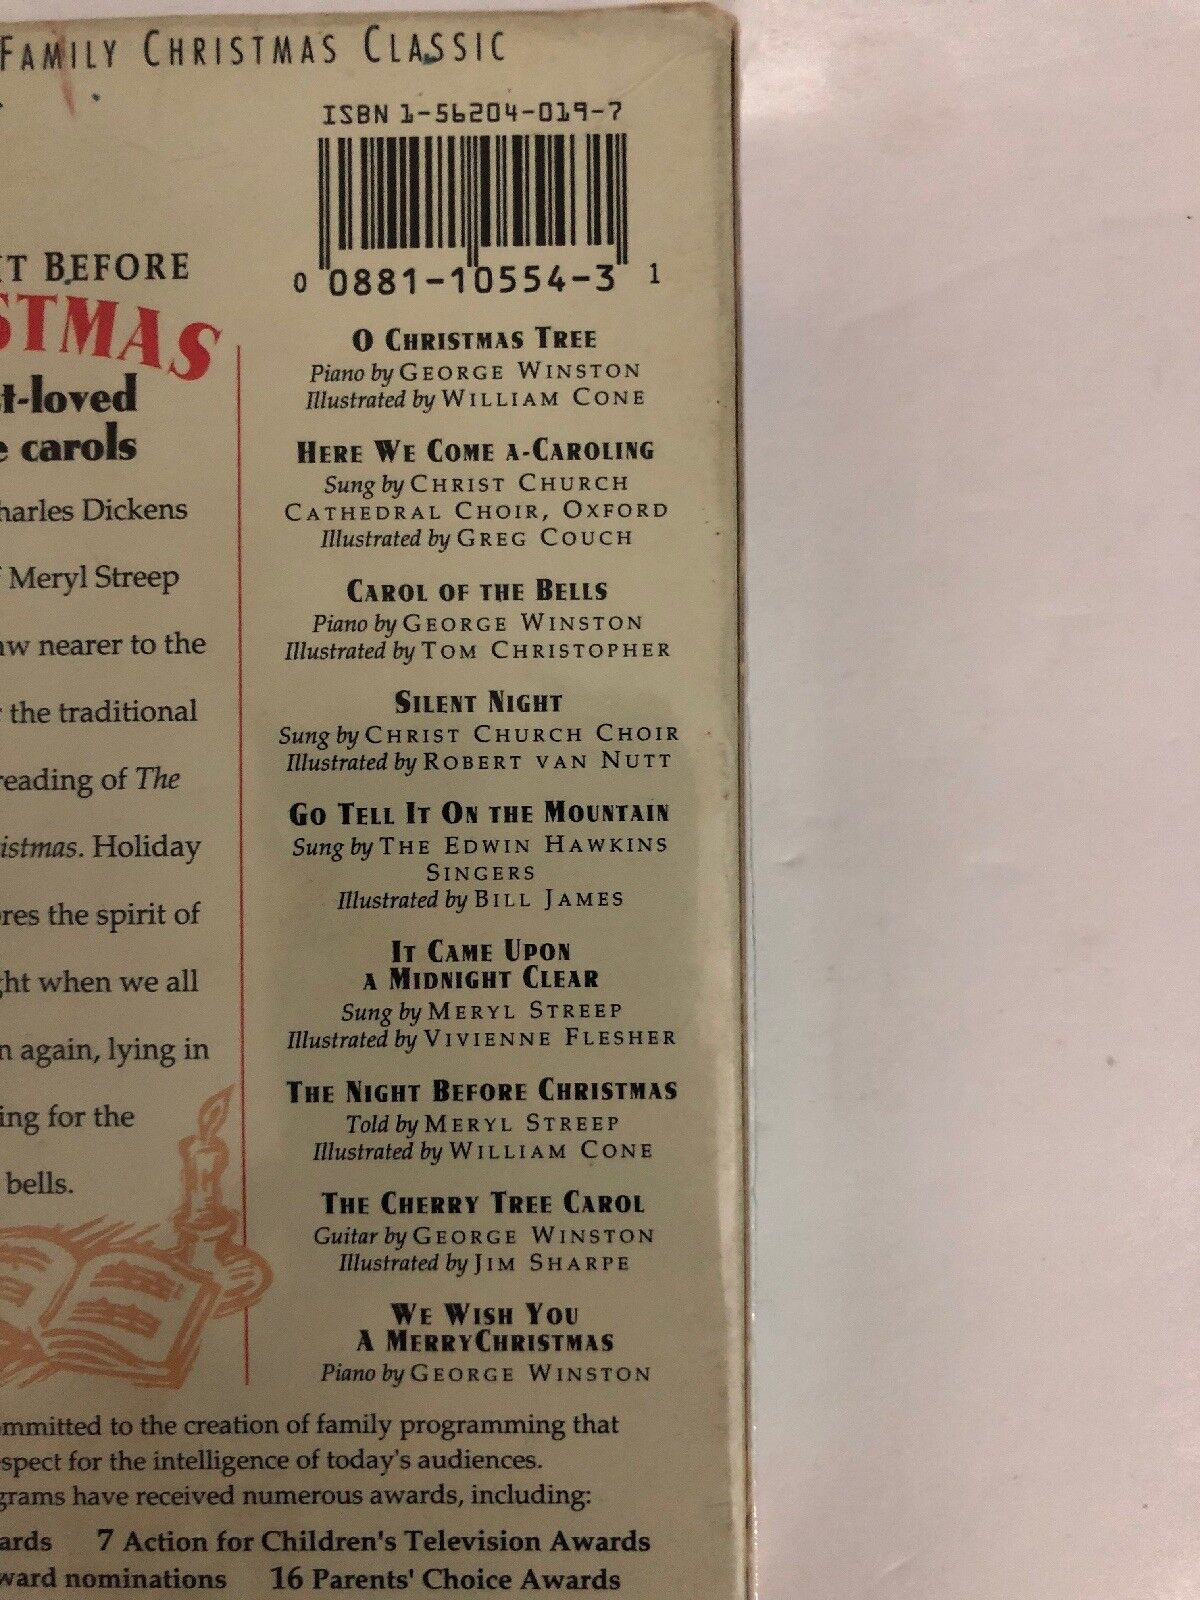 FAMILY CHRISTMAS CLASSIC
ISBN 1-56204-019-7
0 0881-10554-3 1
BEFORE
loved
carols
Dickens
Meryl Streep
nearer to the
the traditional
reading of The
Holiday
the spirit of
when we all
again, lying in
for the
bells.
O CHRISTMAS TREE
Piano by GEORGE WINSTON
Illustrated by WILLIAM CONE
HERE WE COME A-CAROLING
Sung by CHRIST CHURCH
CATHEDRAL CHOIR, OXFORD
Illustrated by GREG COUCH
CAROL OF THE BELLS
Piano by GEORGE WINSTON
Illustrated by TOM CHRISTOPHER
SILENT NIGHT
Sung by CHRIST CHURCH CHOIR
Illustrated by ROBERT VAN NUTT
GO TELL IT ON THE MOUNTAIN
Sung by THE EDWIN HAWKINS
SINGERS
Illustrated by BILL JAMES
IT CAME UPON
A MIDNIGHT CLEAR
Sung by MERYL STREEP
Illustrated by VIVIENNE FLESHER
THE NIGHT BEFORE CHRISTMAS
Told by MERYL STREEP
Illustrated by WILLIAM CONE
THE CHERRY TREE CAROL
Guitar by GEORGE WINSTON
Illustrated by JIM SHARPE
WE WISH YOU
A MERRYCHRISTMAS
Piano by GEORGE WINSTON
ommitted to the creation of family programming that
spect for the intelligence of today's audiences.
grams have received numerous awards, including:
ards 7 Action for Children's Television Awards
ward nominations 16 Parents' Choice Awards